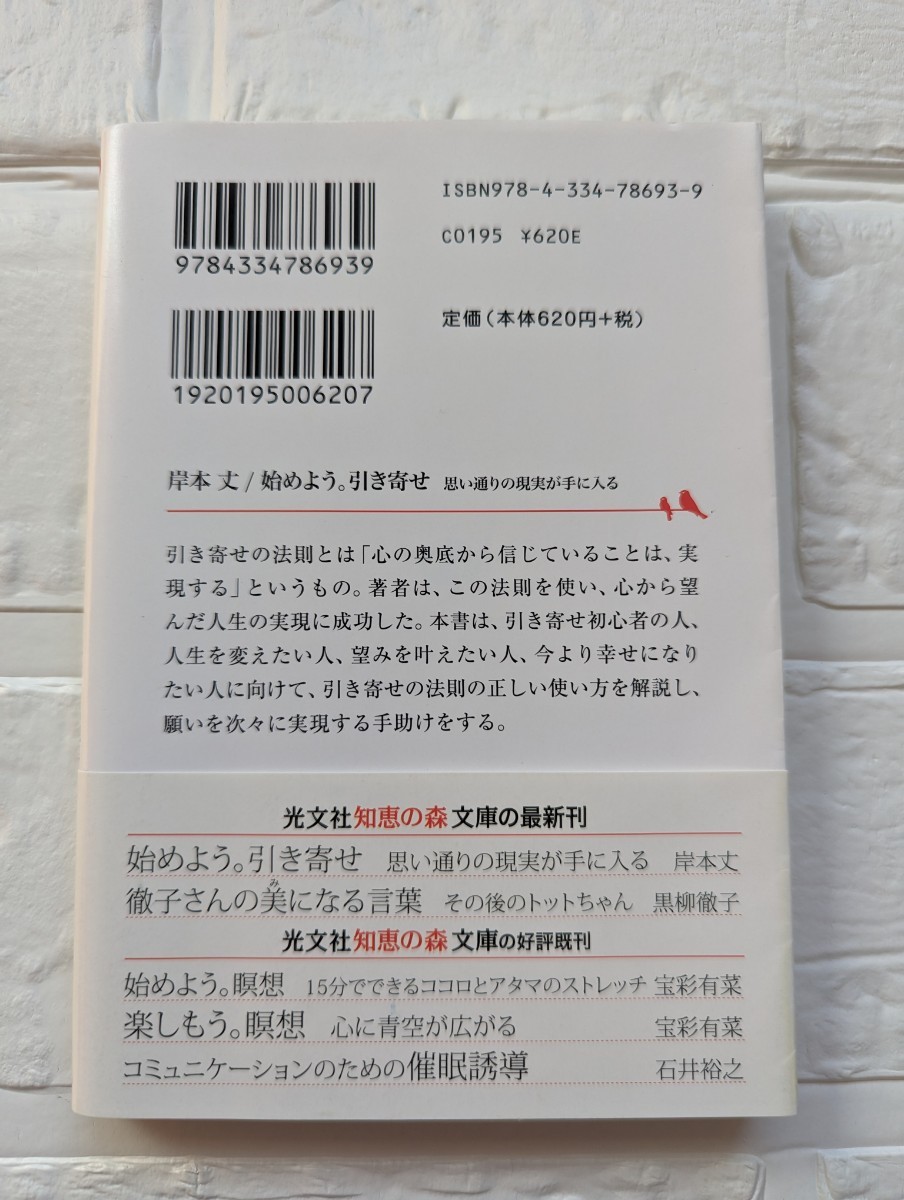 ISBN978-4-334-78693-9
9784334786939
C0195 ¥620E
定価(本体620円+税)
1920195006207
岸本 丈/始めよう。引き寄せ 思い通りの現実が手に入る
引き寄せの法則とは「心の奥底から信じていることは、実
現する」というもの。著者は、この法則を使い、心から望
んだ人生の実現に成功した。本書は、引き寄せ初心者の人、
人生を変えたい人、望みを叶えたい人、今より幸せになり
たい人に向けて、引き寄せの法則の正しい使い方を解説し、
願いを次々に実現する手助けをする。
光文社知恵の森文庫の最新刊
始めよう。引き寄せ 思い通りの現実が手に入る 岸本丈
み
徹子さんの美になる言葉 その後のトットちゃん 黒柳徹子
光文社知恵の森文庫の好評既刊
始めよう。瞑想 15分でできるココロとアタマのストレッチ 宝彩有菜
楽しもう。瞑想 心に青空が広がる 宝彩有菜
コミュニケーションのための催眠誘導 石井裕之